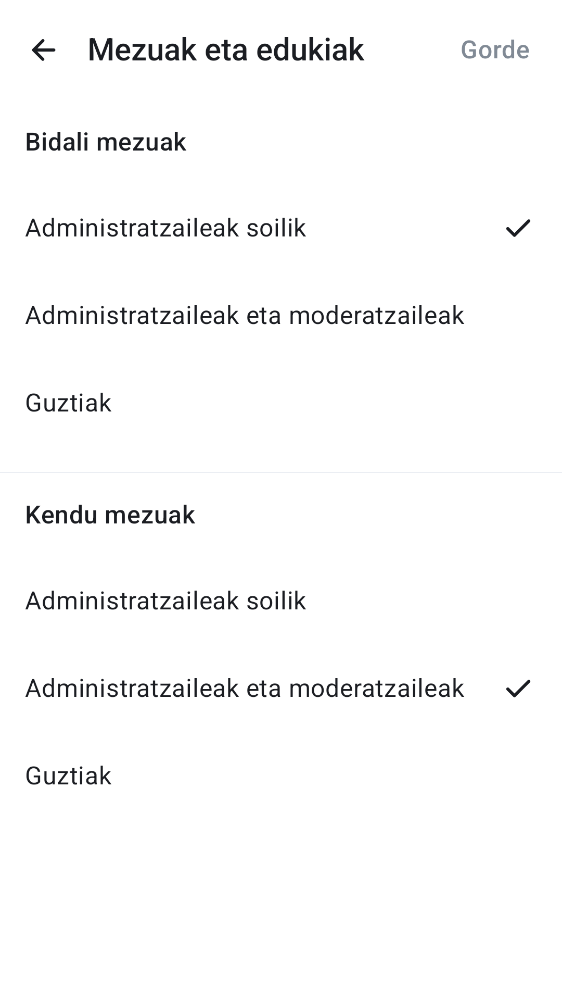 Mezuak eta edukiak
Gorde
Bidali mezuak
Administratzaileak soilik
Administratzaileak eta moderatzaileak
Guztiak
Kendu mezuak
Administratzaileak soilik
Administratzaileak eta moderatzaileak
Guztiak